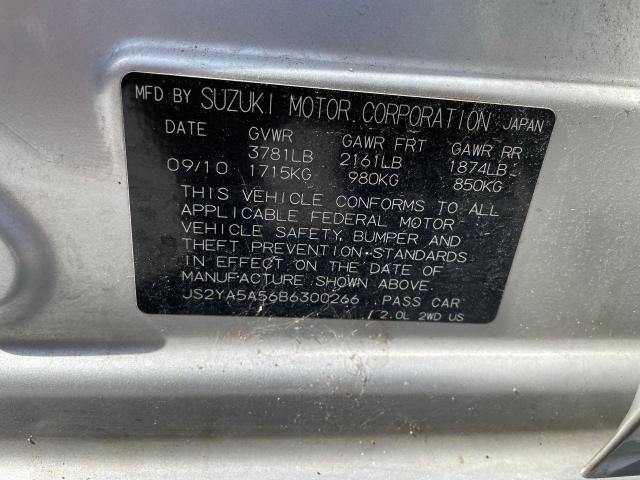 MFD BY SUZUKI MOTOR CORPORATION JAPAN
DATE GVWR GAWR FRT GAWR RR
3781LB 2161LB 1874LB
09/10 1715KG 980KG 850KG
THIS VEHICLE CONFORMS TO ALL
APPLICABLE FEDERAL MOTOR
VEHICLE SAFETY, BUMPER AND
THEFT PREVENTION STANDARDS
IN EFFECT ON THE DATE OF
MANUFACTURE SHOWN ABOVE.
JS2YA5A56B6300266 PASS CAR
2.0L 2WD US